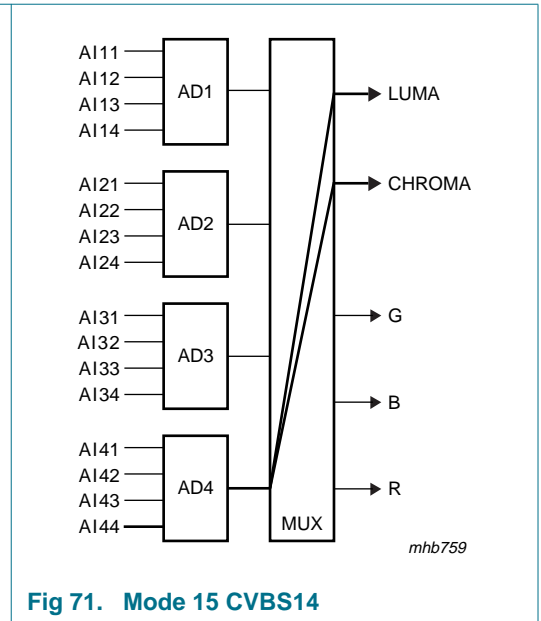 AI11
AI12
AI13
AI14
AD1
AI21
AI22
AI23
AI24
AD2
AI31
AI32
AI33
AI34
AD3
AI41
AI42
AI43
AI44
AD4
MUX
LUMA
CHROMA
G
B
R
mhb759
Fig 71. Mode 15 CVBS14